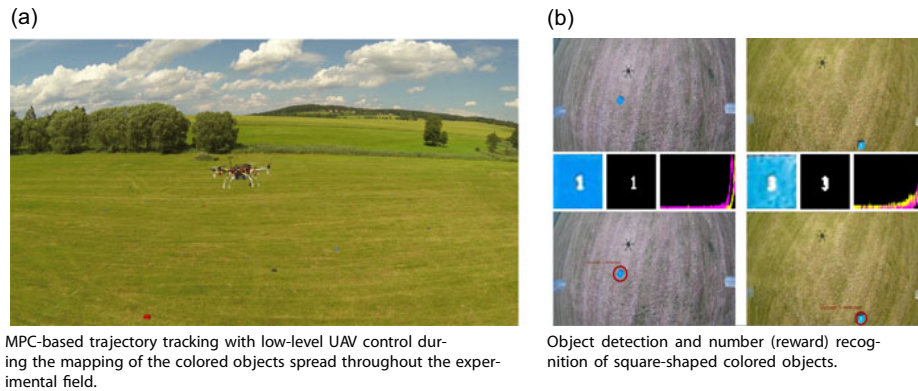 (a)
(b)
1
1
3
3
MPC-based trajectory tracking with low-level UAV control dur-
ing the mapping of the colored objects spread throughout the exper-
imental field.
Object detection and number (reward) recog-
nition of square-shaped colored objects.